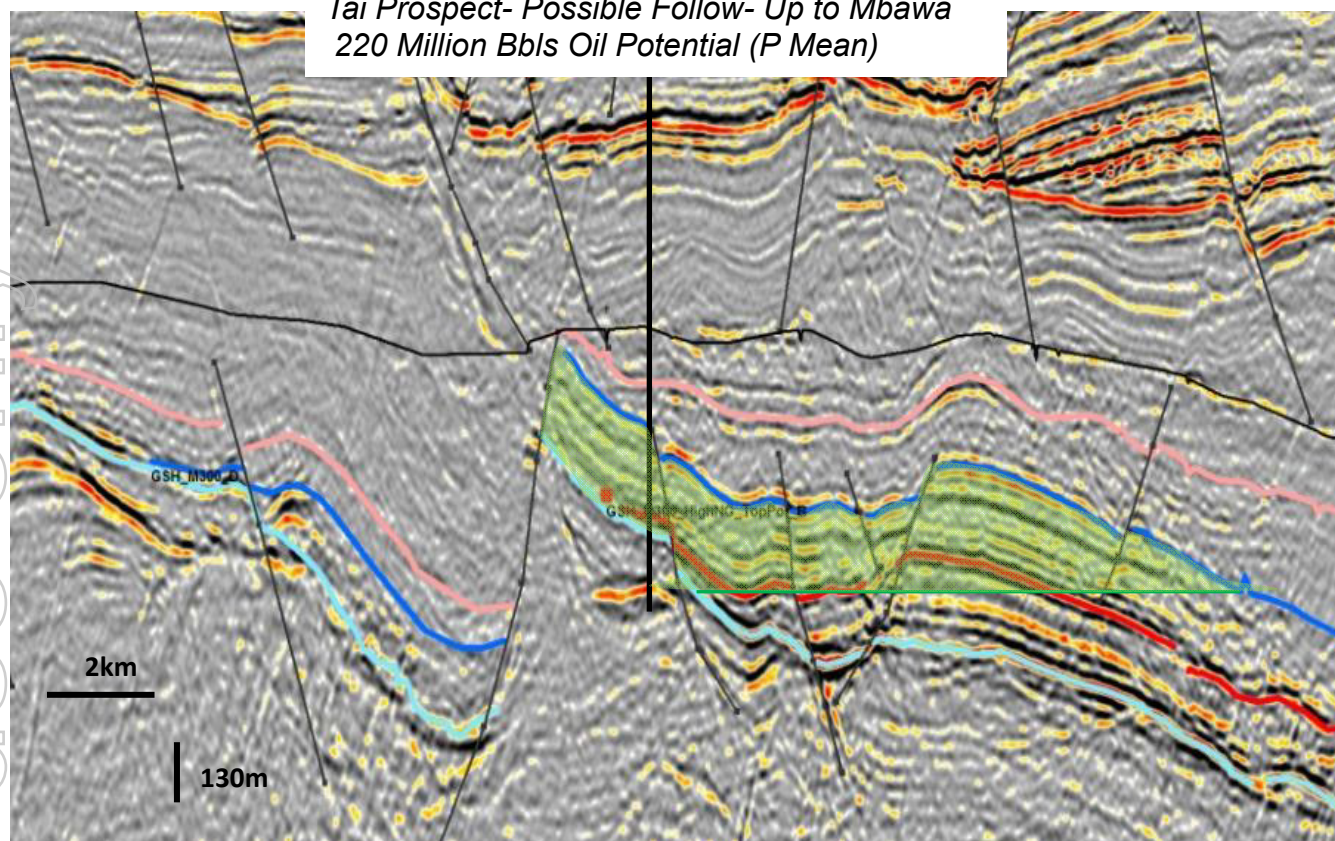 Tai Prospect- Possible Follow- Up to Mbawa
220 Million Bbls Oil Potential (P Mean)
GSH_M300_D
2km
130m